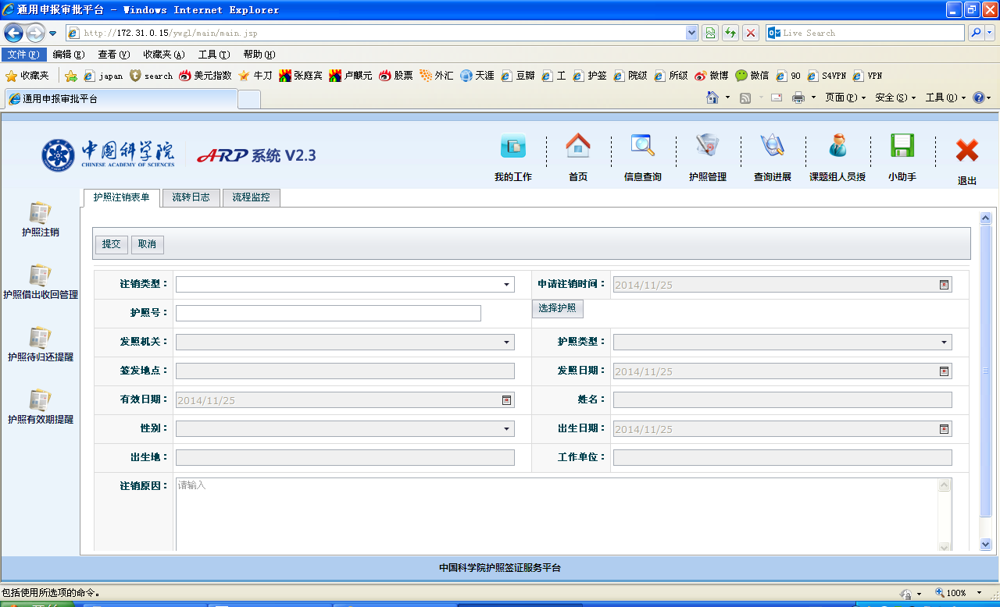 通用申报审批平台 - Windows Internet Explorer
http://172.31.0.15/ywgl/main/main.jsp
Live Search
文件(F) 编辑(E) 查看(V) 收藏夹(A) 工具(T) 帮助(H)
收藏夹 japan search 美元指数 牛刀 张庭宾 卢麒元 股票 外汇 天涯 豆瓣 工 护签 院级 所级 微博 微信 90 S4VPN VPN
通用申报审批平台
页面(P) 安全(S) 工具(O)
中国科学院
CHINESE ACADEMY OF SCIENCES
ARP 系统 V2.3
我的工作 首页 信息查询 护照管理 查询进展 课题组人员授 小助手 退出
护照注销表单 流转日志 流程监控
护照注销
护照借出收回管理
护照待归还提醒
护照有效期提醒
提交 取消
注销类型： 申请注销时间： 2014/11/25
护照号： 选择护照
发照机关： 护照类型：
签发地点： 发照日期： 2014/11/25
有效日期： 2014/11/25 姓名：
性别： 出生日期： 2014/11/25
出生地： 工作单位：
注销原因： 请输入
中国科学院护照签证服务平台
包括使用所选项的命令。
100%